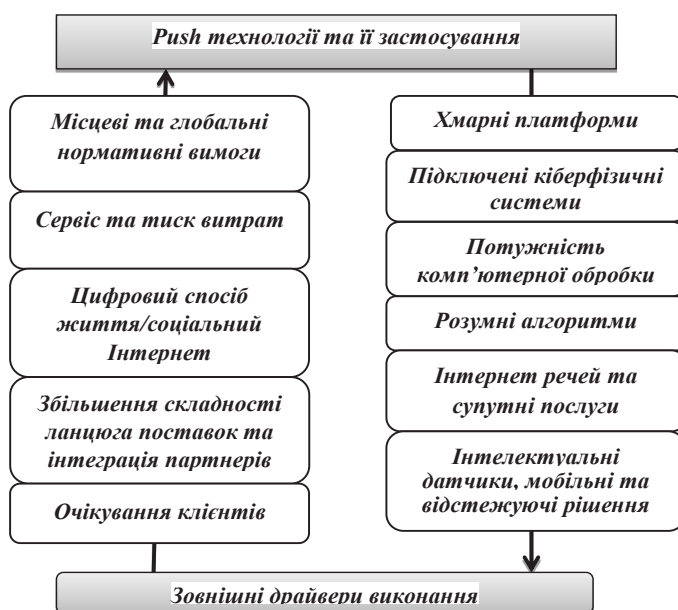 Push технології та її застосування
Місцеві та глобальні
нормативні вимоги
Сервіс та тиск витрат
Цифровий спосіб
життя/соціальний
Інтернет
Збільшення складності
ланцюга поставок та
інтеграція партнерів
Очікування клієнтів
Хмарні платформи
Підключені кіберфізичні
системи
Потужність
комп’ютерної обробки
Розумні алгоритми
Інтернет речей та
супутні послуги
Інтелектуальні
датчики, мобільні та
відстежуючі рішення
Зовнішні драйвери виконання